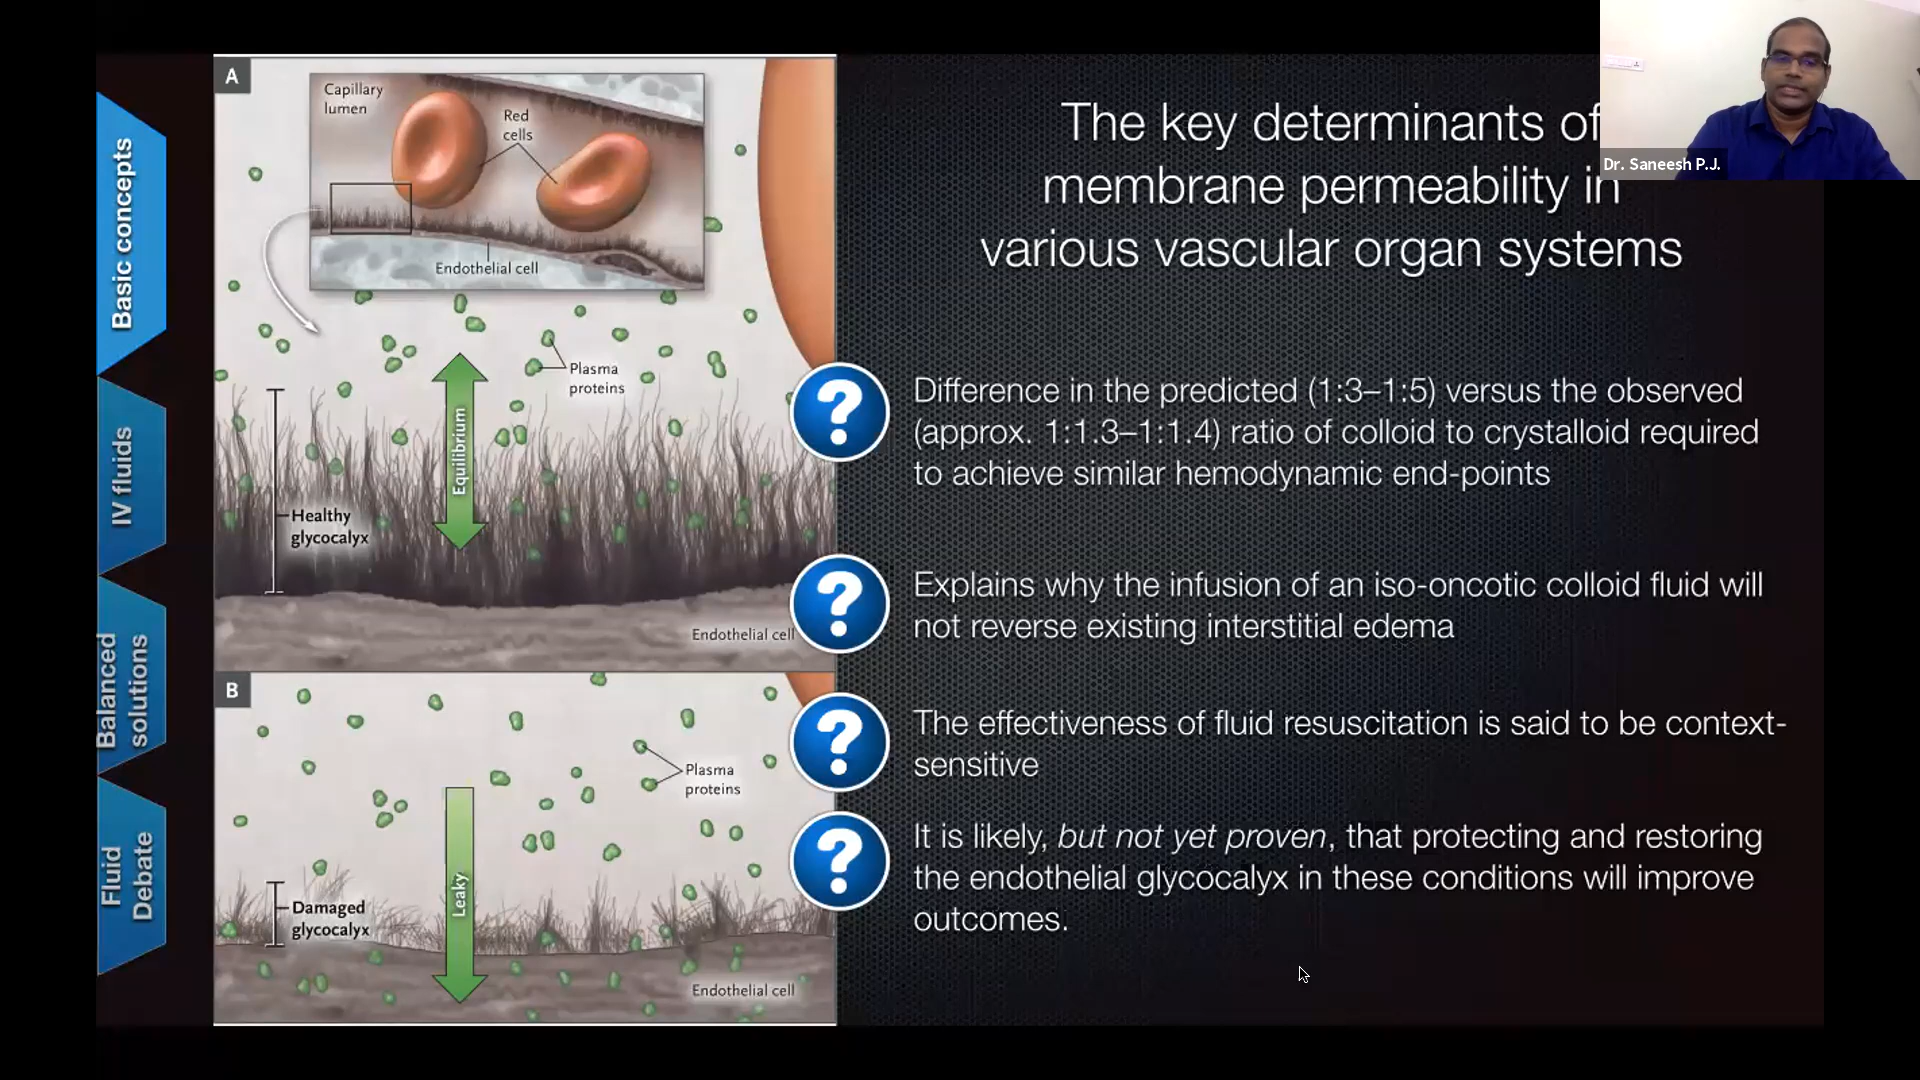 Basic concepts
IV fluids
Balanced
solutions
Fluid
Debate
A
Capillary
lumen
Red
cells
Endothelial cell
Plasma
proteins
Equilibrium
Healthy
glycocalyx
Endothelial cell
B
Plasma
proteins
Leaky
Damaged
glycocalyx
Endothelial cell
The key determinants of
membrane permeability in
various vascular organ systems
?
Difference in the predicted (1:3–1:5) versus the observed
(approx. 1:1.3–1:1.4) ratio of colloid to crystalloid required
to achieve similar hemodynamic end-points
?
Explains why the infusion of an iso-oncotic colloid fluid will
not reverse existing interstitial edema
?
The effectiveness of fluid resuscitation is said to be context-
sensitive
?
It is likely, but not yet proven, that protecting and restoring
the endothelial glycocalyx in these conditions will improve
outcomes.
Dr. Saneesh P.J.